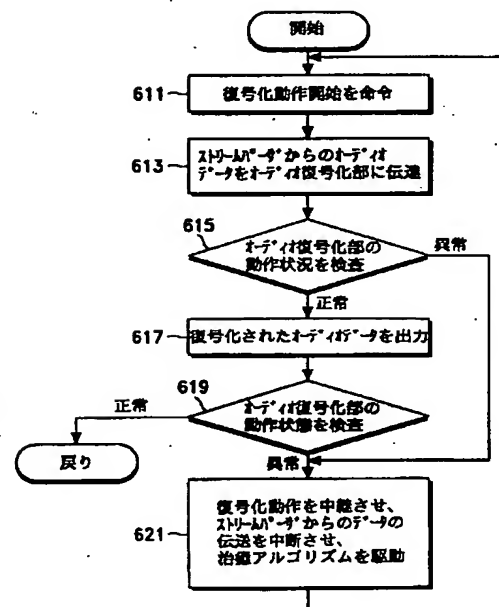 開始
611
復号化動作開始を命令
613
ストリームパーザからのオーディオ
データをオーディオ復号化部に伝達
615
オーディオ復号化部の
動作状況を検査
異常
正常
617
復号化されたオーディオデータを出力
619
オーディオ復号化部の
動作状態を検査
正常
戻り
異常
621
復号化動作を中継させ、
ストリームパーザからのデータの
伝送を中断させ、
治癒アルゴリズムを駆動